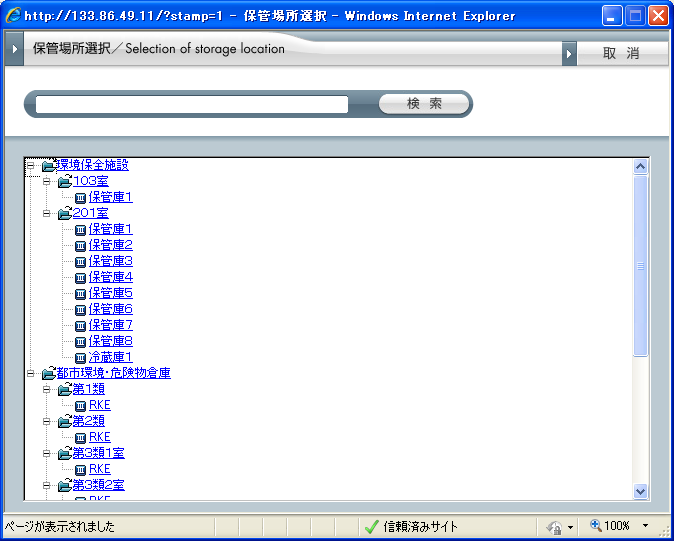 http://133.86.49.11/?stamp=1 - 保管場所選択 - Windows Internet Explorer
保管場所選択／Selection of storage location
取 消
検 索
環境保全施設
103室
保管庫1
201室
保管庫1
保管庫2
保管庫3
保管庫4
保管庫5
保管庫6
保管庫7
保管庫8
冷蔵庫1
都市環境・危険物倉庫
第1類
RKE
第2類
RKE
第3類1室
RKE
第3類2室
RKE
ページが表示されました
信頼済みサイト
100%